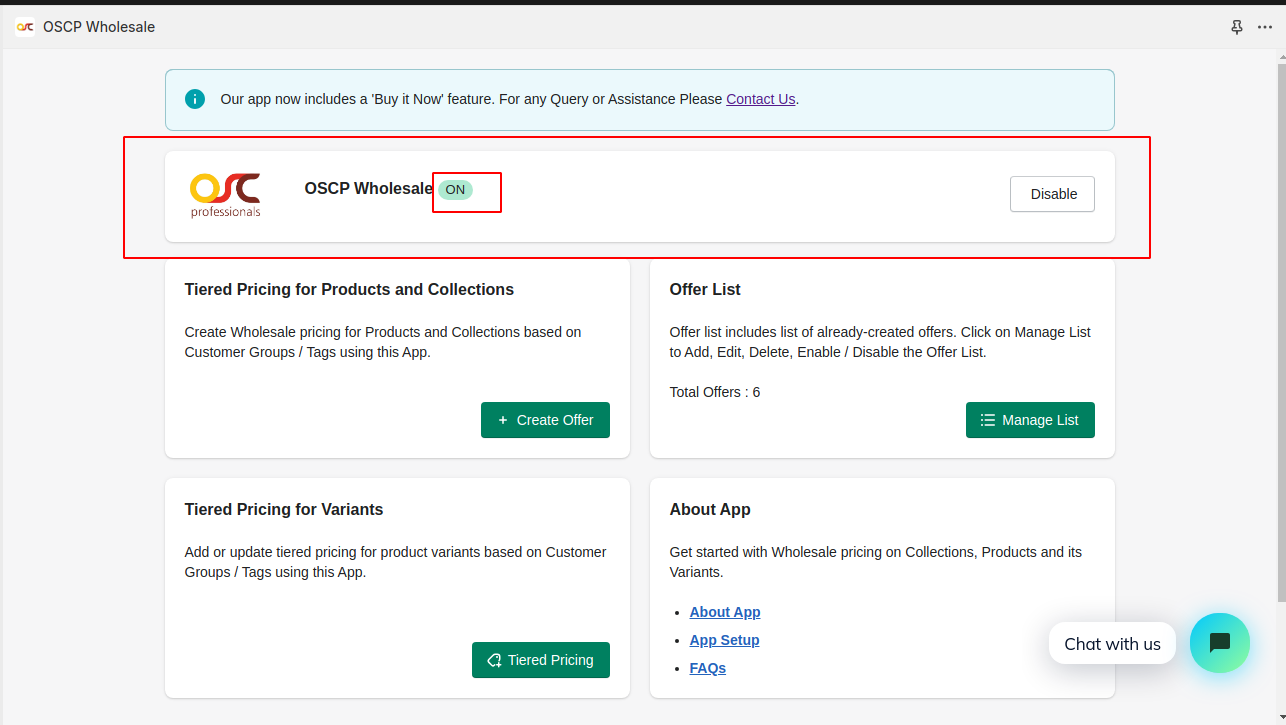 OSCP Wholesale
Our app now includes a 'Buy it Now' feature. For any Query or Assistance Please Contact Us.
OSC
professionals
OSCP Wholesale ON
Disable
Tiered Pricing for Products and Collections
Create Wholesale pricing for Products and Collections based on
Customer Groups / Tags using this App.
+ Create Offer
Offer List
Offer list includes list of already-created offers. Click on Manage List
to Add, Edit, Delete, Enable / Disable the Offer List.
Total Offers : 6
Manage List
Tiered Pricing for Variants
Add or update tiered pricing for product variants based on Customer
Groups / Tags using this App.
Tiered Pricing
About App
Get started with Wholesale pricing on Collections, Products and its
Variants.
• About App
• App Setup
• FAQs
Chat with us